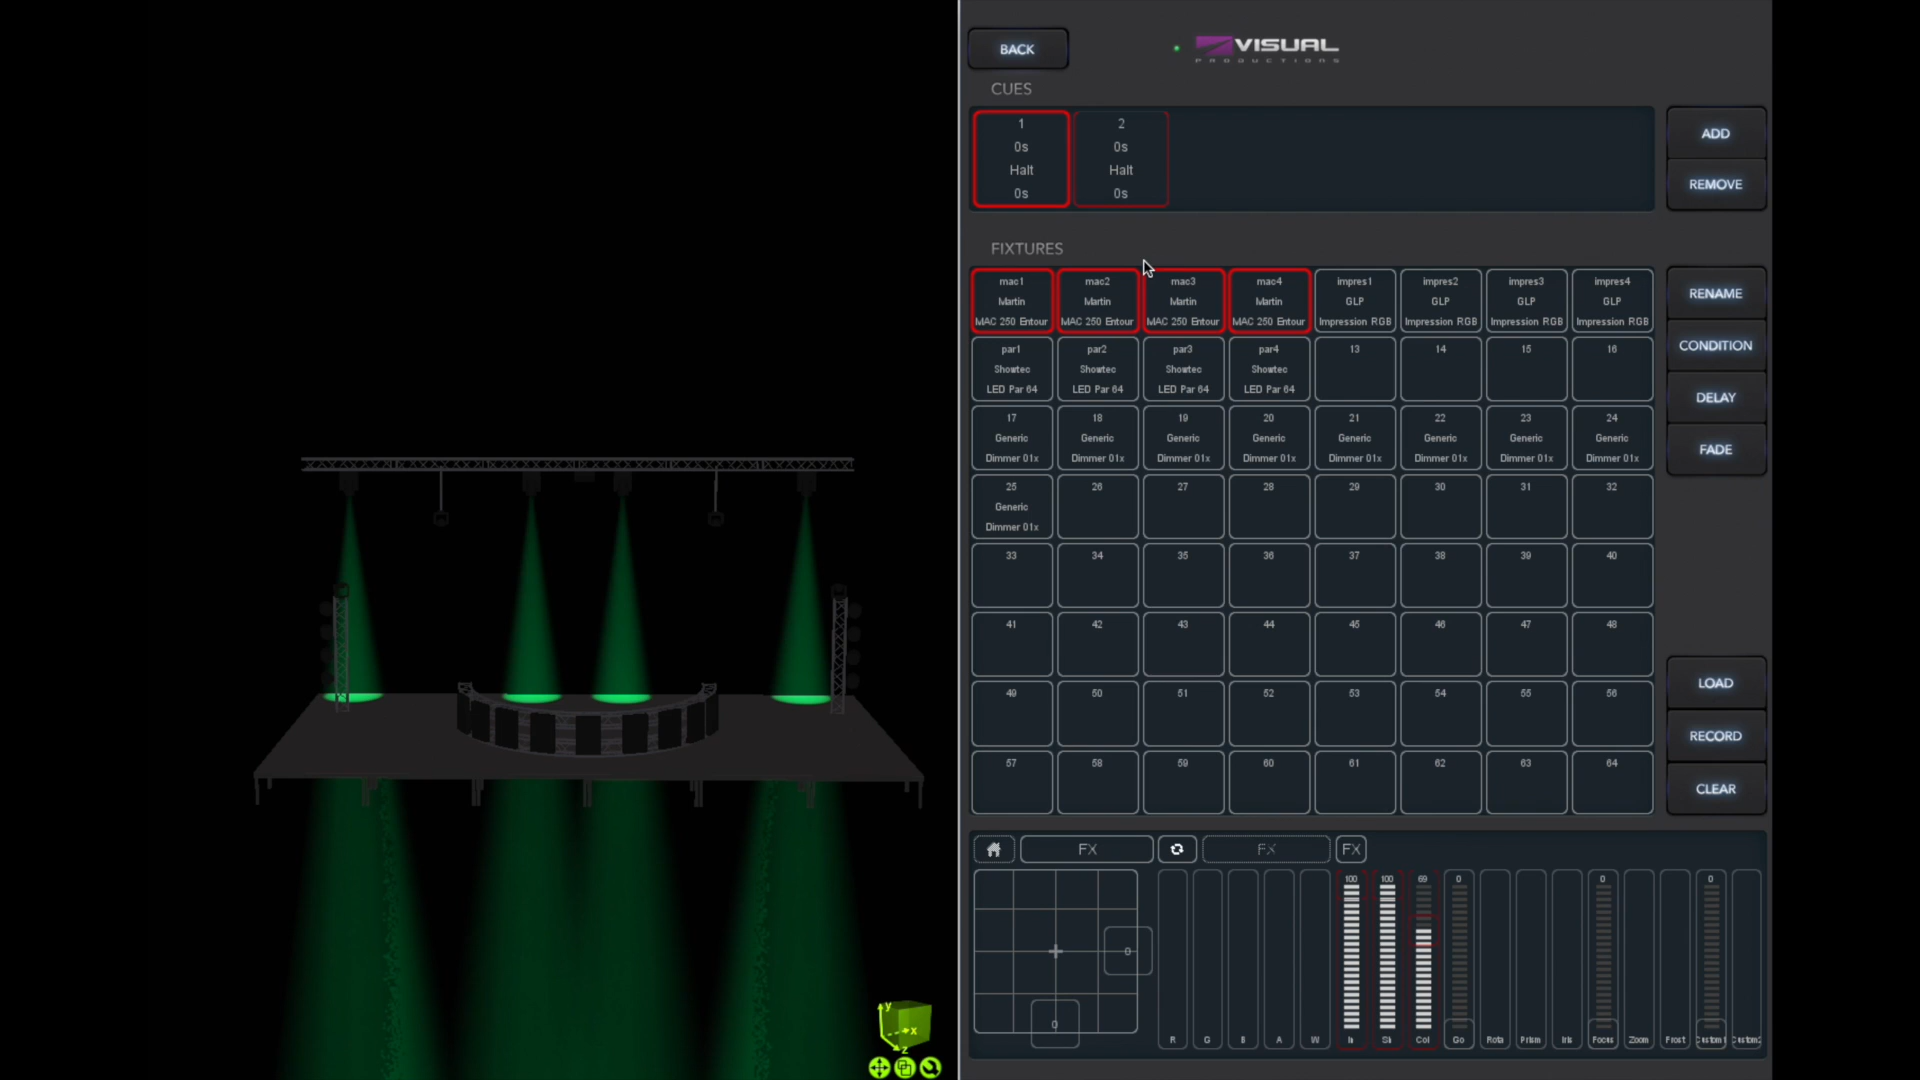 BACK
VISUAL
PRODUCTIONS
CUES
1
0s
Halt
0s
2
0s
Halt
0s
ADD
REMOVE
FIXTURES
mac1
Martin
MAC 250 Entour
mac2
Martin
MAC 250 Entour
mac3
Martin
MAC 250 Entour
mac4
Martin
MAC 250 Entour
impres1
GLP
Impression RGB
impres2
GLP
Impression RGB
impres3
GLP
Impression RGB
impres4
GLP
Impression RGB
par1
Showtec
LED Par 64
par2
Showtec
LED Par 64
par3
Showtec
LED Par 64
par4
Showtec
LED Par 64
13
14
15
16
17
Generic
Dimmer 01x
18
Generic
Dimmer 01x
19
Generic
Dimmer 01x
20
Generic
Dimmer 01x
21
Generic
Dimmer 01x
22
Generic
Dimmer 01x
23
Generic
Dimmer 01x
24
Generic
Dimmer 01x
25
Generic
Dimmer 01x
26
27
28
29
30
31
32
33
34
35
36
37
38
39
40
41
42
43
44
45
46
47
48
49
50
51
52
53
54
55
56
57
58
59
60
61
62
63
64
RENAME
CONDITION
DELAY
FADE
LOAD
RECORD
CLEAR
FX
FX
FX
100
100
69
0
0
0
0
0
R
G
B
A
W
In
Sh
Col
Go
Rota
Prism
Iris
Focus
Zoom
Frost
y
x
z